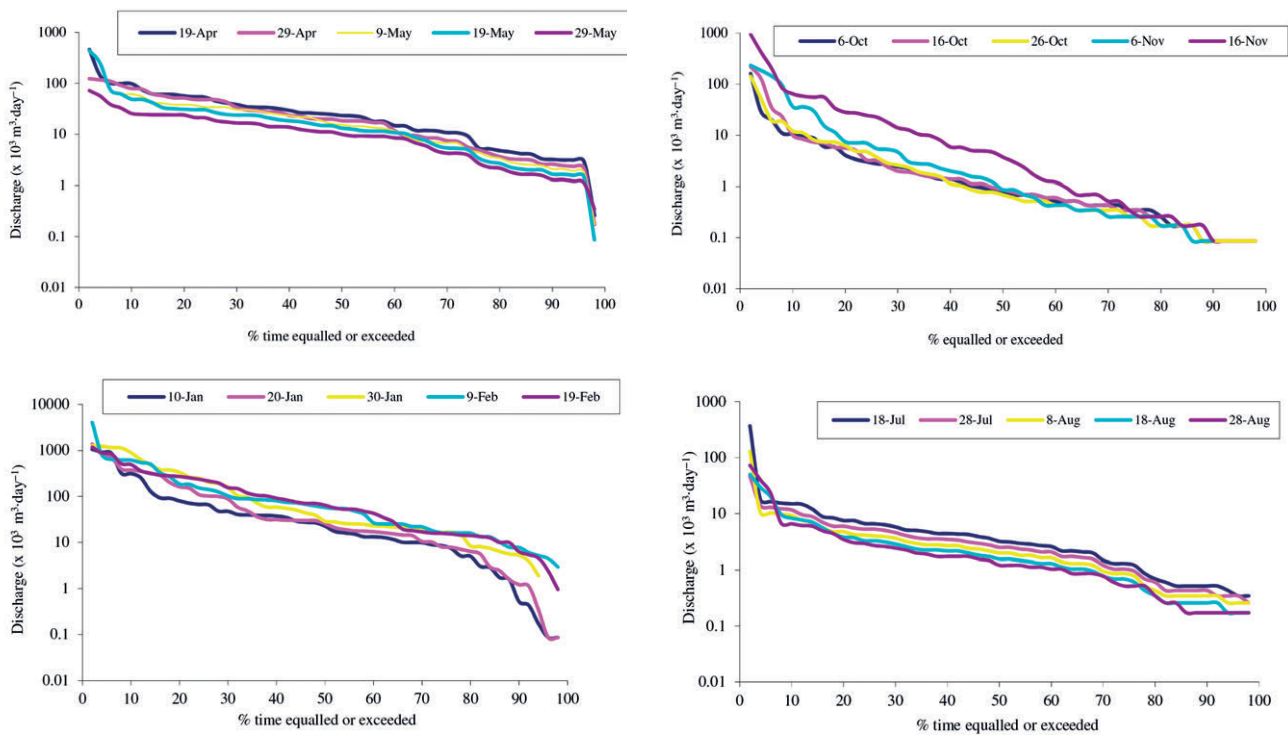 19-Apr 29-Apr 9-May 19-May 29-May
1000
100
10
1
0.1
0.01
Discharge (x 10³ m³·day⁻¹)
0 10 20 30 40 50 60 70 80 90 100
% time equalled or exceeded
6-Oct 16-Oct 26-Oct 6-Nov 16-Nov
1000
100
10
1
0.1
0.01
Discharge (x 10³ m³·day⁻¹)
0 10 20 30 40 50 60 70 80 90 100
% equalled or exceeded
10-Jan 20-Jan 30-Jan 9-Feb 19-Feb
10000
1000
100
10
1
0.1
0.01
Discharge (x 10³ m³·day⁻¹)
0 10 20 30 40 50 60 70 80 90 100
% time equalled or exceeded
18-Jul 28-Jul 8-Aug 18-Aug 28-Aug
1000
100
10
1
0.1
0.01
Discharge (x 10³ m³·day⁻¹)
0 10 20 30 40 50 60 70 80 90 100
% time equalled or exceeded